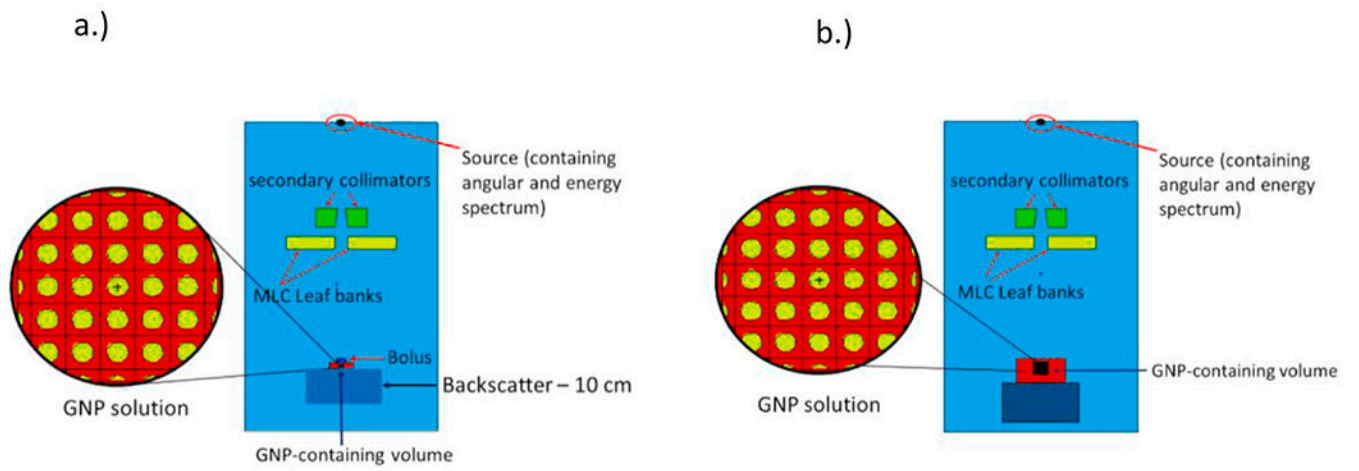 a.)
Source (containing
angular and energy
spectrum)
secondary collimators
MLC Leaf banks
Bolus
Backscatter – 10 cm
GNP solution
GNP-containing volume
b.)
Source (containing
angular and energy
spectrum)
secondary collimators
MLC Leaf banks
GNP-containing volume
GNP solution